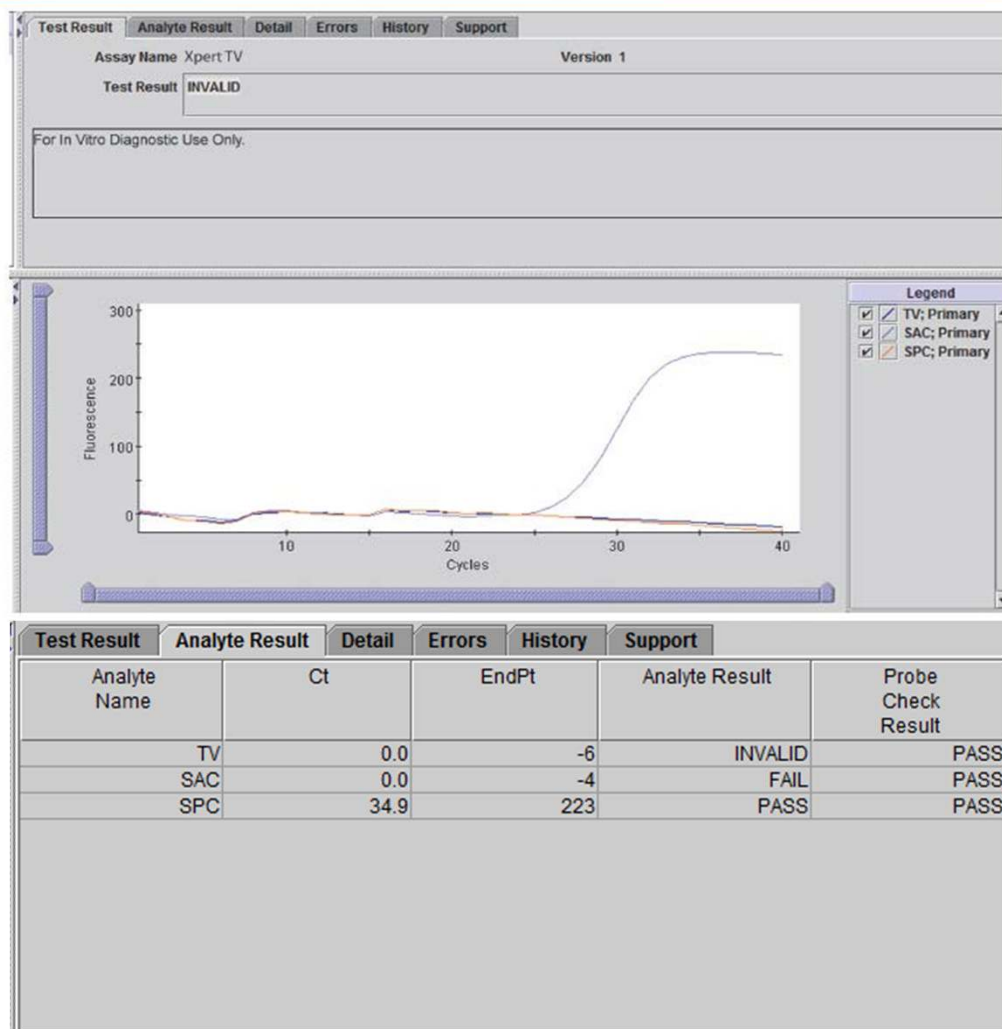 Test Result Analyte Result Detail Errors History Support
Assay Name Xpert TV Version 1
Test Result INVALID
For In Vitro Diagnostic Use Only.
Legend
TV; Primary
SAC; Primary
SPC; Primary
Fluorescence
300
200
100
0
10 20 30 40
Cycles
Test Result Analyte Result Detail Errors History Support
Analyte Name Ct EndPt Analyte Result Probe Check Result
TV 0.0 -6 INVALID PASS
SAC 0.0 -4 FAIL PASS
SPC 34.9 223 PASS PASS